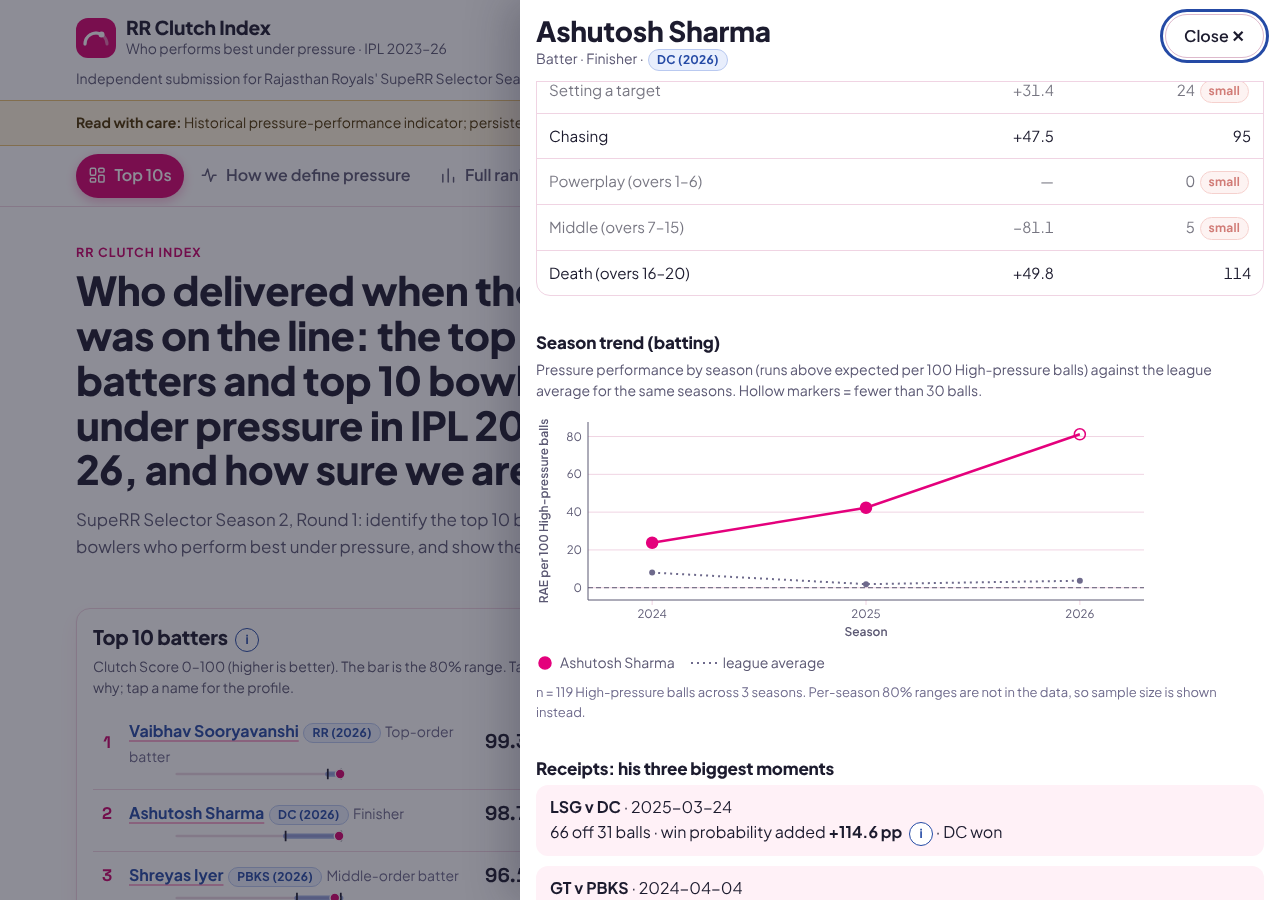 RR Clutch Index
Who performs best under pressure · IPL 2023–26
Independent submission for Rajasthan Royals' SupeRR Selector Sea
Read with care: Historical pressure-performance indicator; persiste
Top 10s
How we define pressure
Full ran
RR CLUTCH INDEX
Who delivered when the
was on the line: the top
batters and top 10 bowl
under pressure in IPL 20
26, and how sure we are
SupeRR Selector Season 2, Round 1: identify the top 10 b
bowlers who perform best under pressure, and show the
Top 10 batters i
Clutch Score 0–100 (higher is better). The bar is the 80% range. Ta
why; tap a name for the profile.
1 Vaibhav Sooryavanshi RR (2026) Top-order batter 99.3
2 Ashutosh Sharma DC (2026) Finisher 98.7
3 Shreyas Iyer PBKS (2026) Middle-order batter 96.5
Ashutosh Sharma
Batter · Finisher · DC (2026)
Close ✕
Setting a target +31.4 24 small
Chasing +47.5 95
Powerplay (overs 1–6) — 0 small
Middle (overs 7–15) −81.1 5 small
Death (overs 16–20) +49.8 114
Season trend (batting)
Pressure performance by season (runs above expected per 100 High-pressure balls) against the league
average for the same seasons. Hollow markers = fewer than 30 balls.
RAE per 100 High-pressure balls
80
60
40
20
0
2024 2025 2026
Season
Ashutosh Sharma league average
n = 119 High-pressure balls across 3 seasons. Per-season 80% ranges are not in the data, so sample size is shown
instead.
Receipts: his three biggest moments
LSG v DC · 2025-03-24
66 off 31 balls · win probability added +114.6 pp i · DC won
GT v PBKS · 2024-04-04